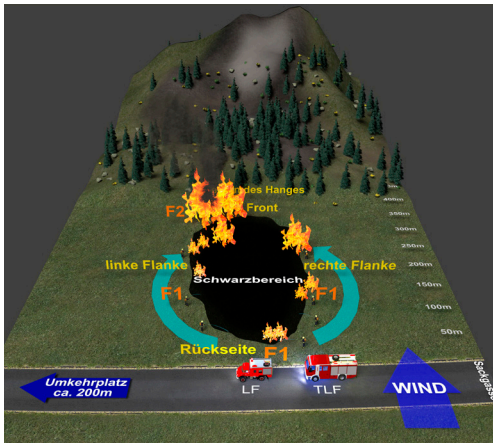 des Hanges
F2
Front
400m
350m
300m
250m
linke Flanke
rechte Flanke
200m
Schwarzbereich
150m
F1
F1
100m
50m
Rückseite
F1
Umkehrplatz
ca. 200m
LF
TLF
WIND
Sackgasse